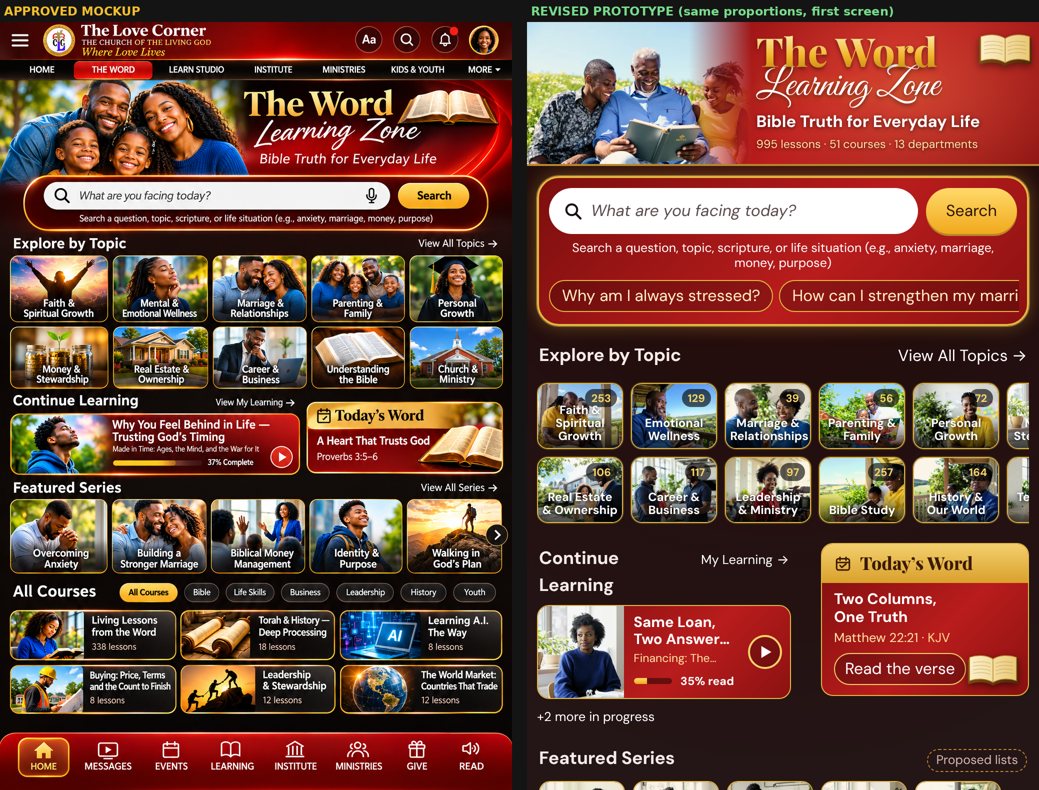 APPROVED MOCKUP
The Love Corner
THE CHURCH OF THE LIVING GOD
Where Love Lives
Aa
HOME
THE WORD
LEARN STUDIO
INSTITUTE
MINISTRIES
KIDS & YOUTH
MORE
The Word
Learning Zone
Bible Truth for Everyday Life
What are you facing today?
Search
Search a question, topic, scripture, or life situation (e.g., anxiety, marriage, money, purpose)
Explore by Topic
View All Topics →
Faith &
Spiritual Growth
Mental &
Emotional Wellness
Marriage &
Relationships
Parenting &
Family
Personal
Growth
Money &
Stewardship
Real Estate &
Ownership
Career &
Business
Understanding
the Bible
Church &
Ministry
Continue Learning
View My Learning →
Why You Feel Behind in Life —
Trusting God's Timing
Made in Time: Ages, the Mind, and the War for It
37% Complete
Today's Word
A Heart That Trusts God
Proverbs 3:5–6
Featured Series
View All Series →
Overcoming
Anxiety
Building a
Stronger Marriage
Biblical Money
Management
Identity &
Purpose
Walking in
God's Plan
All Courses
All Courses
Bible
Life Skills
Business
Leadership
History
Youth
Living Lessons
from the Word
338 lessons
Torah & History —
Deep Processing
18 lessons
AI
Learning A.I.
The Way
8 lessons
Buying: Price, Terms
and the Count to Finish
8 lessons
Leadership
& Stewardship
12 lessons
The World Market:
Countries That Trade
12 lessons
HOME
MESSAGES
EVENTS
LEARNING
INSTITUTE
MINISTRIES
GIVE
READ
REVISED PROTOTYPE (same proportions, first screen)
The Word
Learning Zone
Bible Truth for Everyday Life
995 lessons · 51 courses · 13 departments
What are you facing today?
Search
Search a question, topic, scripture, or life situation (e.g., anxiety, marriage,
money, purpose)
Why am I always stressed?
How can I strengthen my marri
Explore by Topic
View All Topics →
253
Faith &
Spiritual
Growth
129
Emotional
Wellness
39
Marriage &
Relationships
56
Parenting &
Family
72
Personal
Growth
M
Ste
106
Real Estate
& Ownership
117
Career &
Business
97
Leadership
& Ministry
257
Bible Study
164
History &
Our World
Te
Continue
Learning
My Learning →
Same Loan,
Two Answer...
Financing: The...
35% read
+2 more in progress
Today's Word
Two Columns,
One Truth
Matthew 22:21 · KJV
Read the verse
Featured Series
Proposed lists